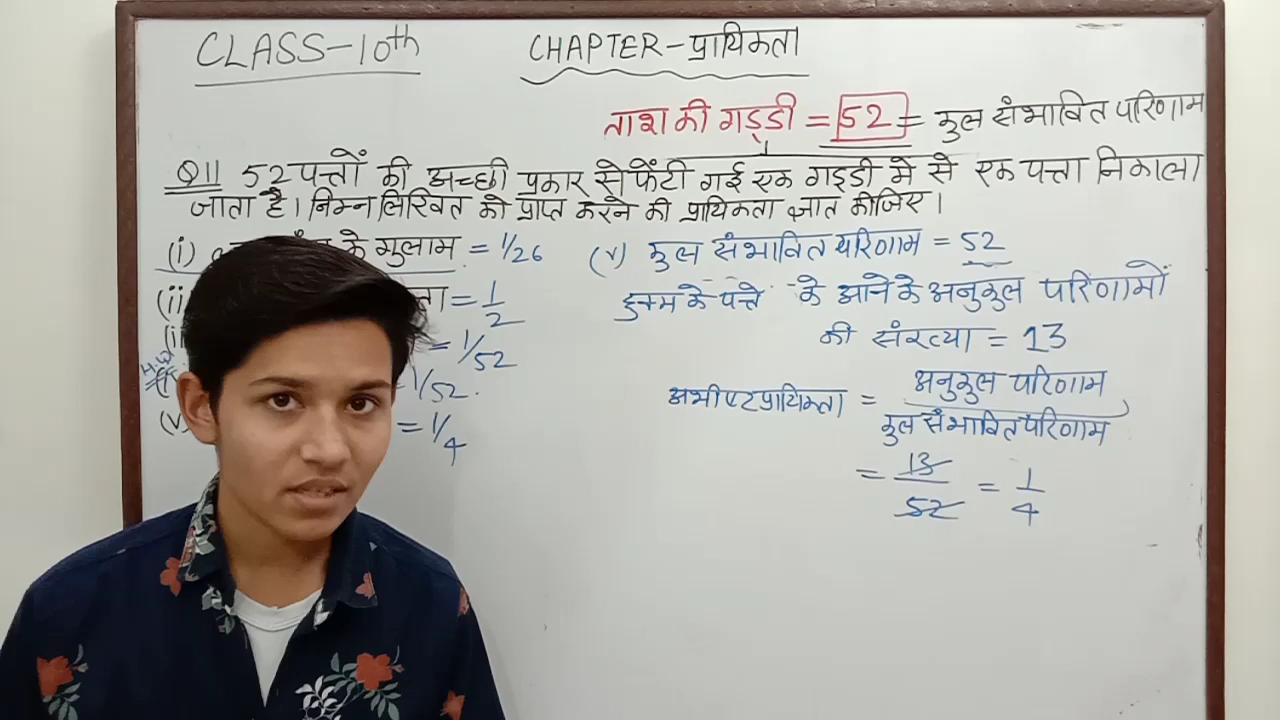 CLASS-10th
CHAPTER-प्रायिकता
ताश की गड्डी = 52 = कुल संभावित परिणाम
Q11 52 पत्तों की अच्छी प्रकार से फेंटी गई एक गड्डी मे से एक पत्ता निकाला
जाता है। निम्नलिखित को प्राप्त करने की प्रायिकता ज्ञात कीजिए।
(i) के गुलाम = 1/26
(ii = 1/2
= 1/52
1/52.
(v = 1/4
(v) कुल संभावित परिणाम = 52
हुक्म के पत्ते के आने के अनुकुल परिणामों
की संख्या = 13
अभीष्ट प्रायिकता = अनुकुल परिणाम
कुल संभावित परिणाम
= 13/52 = 1/4